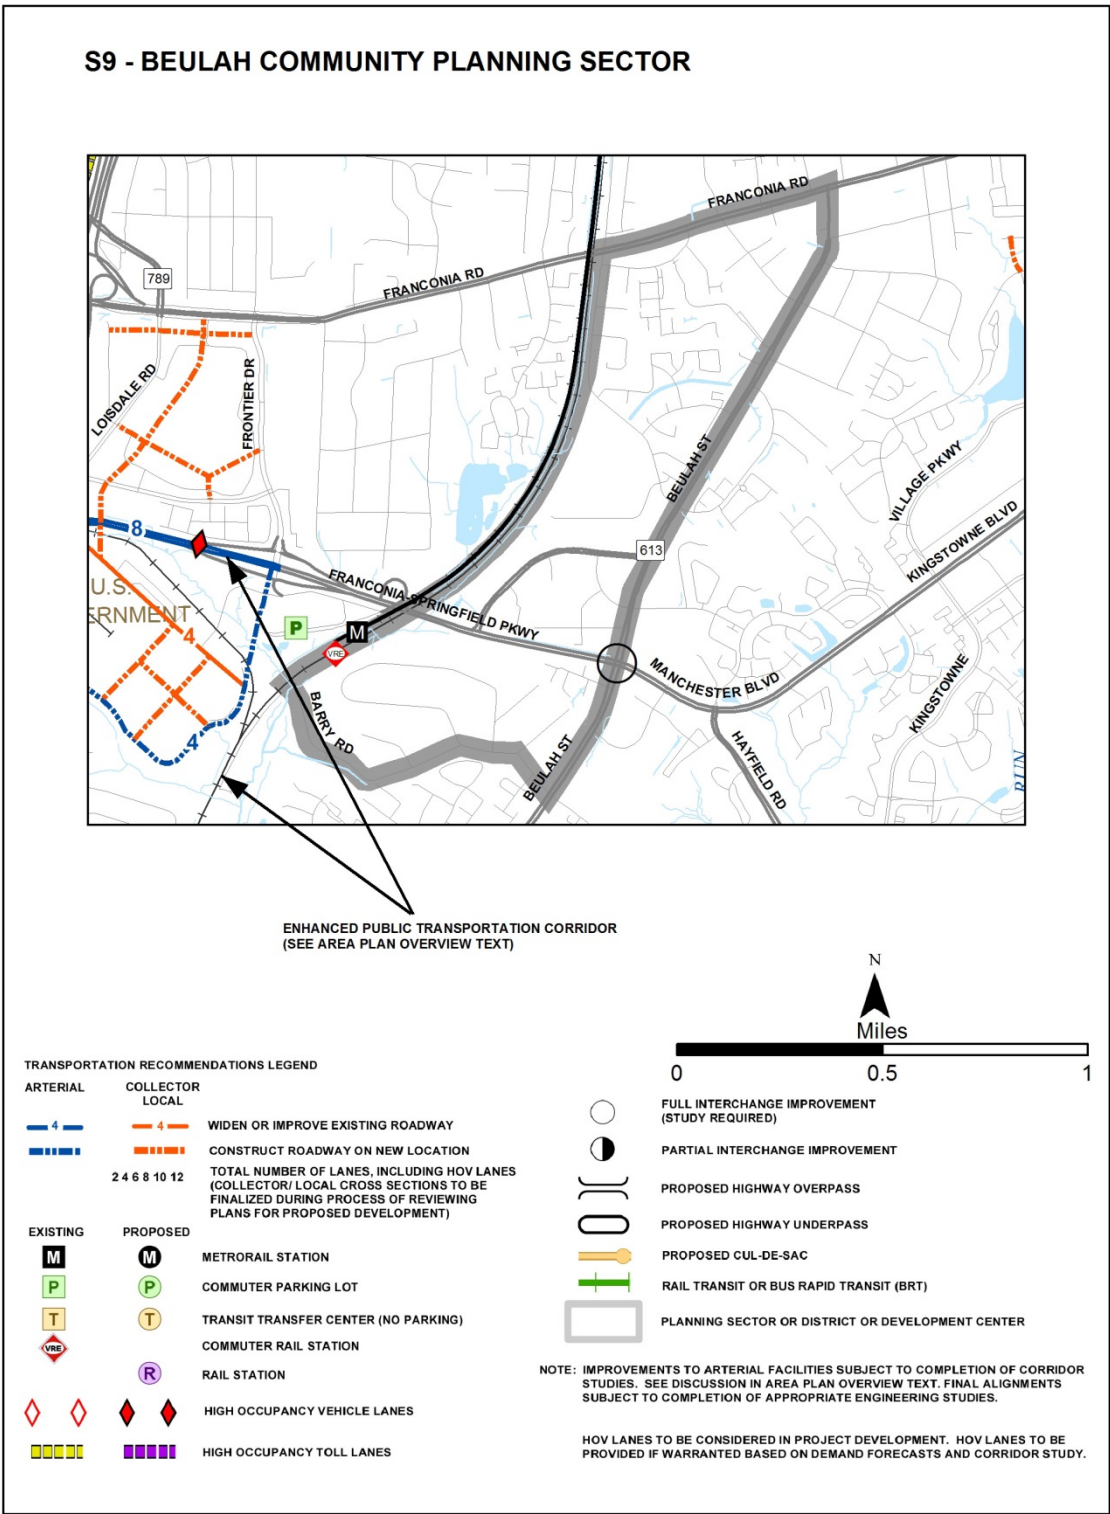 S9 - BEULAH COMMUNITY PLANNING SECTOR
FRANCONIA RD
FRANCONIA RD
789
LOISDALE RD
FRONTIER DR
BEULAH ST
VILLAGE PKWY
KINGSTOWNE BLVD
8
613
FRANCONIA-SPRINGFIELD PKWY
U.S.
ERNMENT
4
P
M
VRE
MANCHESTER BLVD
KINGSTOWNE
BARRY RD
4
BEULAH ST
HAYFIELD RD
RUN
ENHANCED PUBLIC TRANSPORTATION CORRIDOR
(SEE AREA PLAN OVERVIEW TEXT)
N
Miles
0 0.5 1
TRANSPORTATION RECOMMENDATIONS LEGEND
ARTERIAL COLLECTOR
LOCAL
4 4 WIDEN OR IMPROVE EXISTING ROADWAY
CONSTRUCT ROADWAY ON NEW LOCATION
2 4 6 8 10 12 TOTAL NUMBER OF LANES, INCLUDING HOV LANES
(COLLECTOR/ LOCAL CROSS SECTIONS TO BE
FINALIZED DURING PROCESS OF REVIEWING
PLANS FOR PROPOSED DEVELOPMENT)
EXISTING PROPOSED
M M METRORAIL STATION
P P COMMUTER PARKING LOT
T T TRANSIT TRANSFER CENTER (NO PARKING)
VRE COMMUTER RAIL STATION
R RAIL STATION
HIGH OCCUPANCY VEHICLE LANES
HIGH OCCUPANCY TOLL LANES
FULL INTERCHANGE IMPROVEMENT
(STUDY REQUIRED)
PARTIAL INTERCHANGE IMPROVEMENT
PROPOSED HIGHWAY OVERPASS
PROPOSED HIGHWAY UNDERPASS
PROPOSED CUL-DE-SAC
RAIL TRANSIT OR BUS RAPID TRANSIT (BRT)
PLANNING SECTOR OR DISTRICT OR DEVELOPMENT CENTER
NOTE: IMPROVEMENTS TO ARTERIAL FACILITIES SUBJECT TO COMPLETION OF CORRIDOR
STUDIES. SEE DISCUSSION IN AREA PLAN OVERVIEW TEXT. FINAL ALIGNMENTS
SUBJECT TO COMPLETION OF APPROPRIATE ENGINEERING STUDIES.
HOV LANES TO BE CONSIDERED IN PROJECT DEVELOPMENT. HOV LANES TO BE
PROVIDED IF WARRANTED BASED ON DEMAND FORECASTS AND CORRIDOR STUDY.